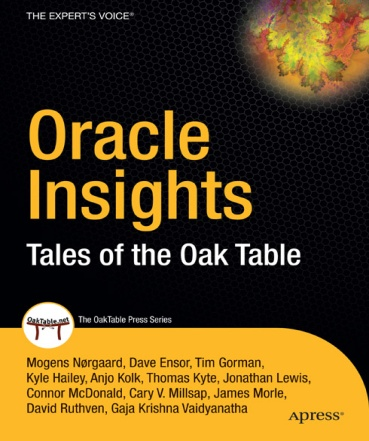 THE EXPERT'S VOICE®
Oracle
Insights
Tales of the Oak Table
OakTable.net
The OakTable Press Series
Mogens Nørgaard, Dave Ensor, Tim Gorman,
Kyle Hailey, Anjo Kolk, Thomas Kyte, Jonathan Lewis,
Connor McDonald, Cary V. Millsap, James Morle,
David Ruthven, Gaja Krishna Vaidyanatha
Apress®